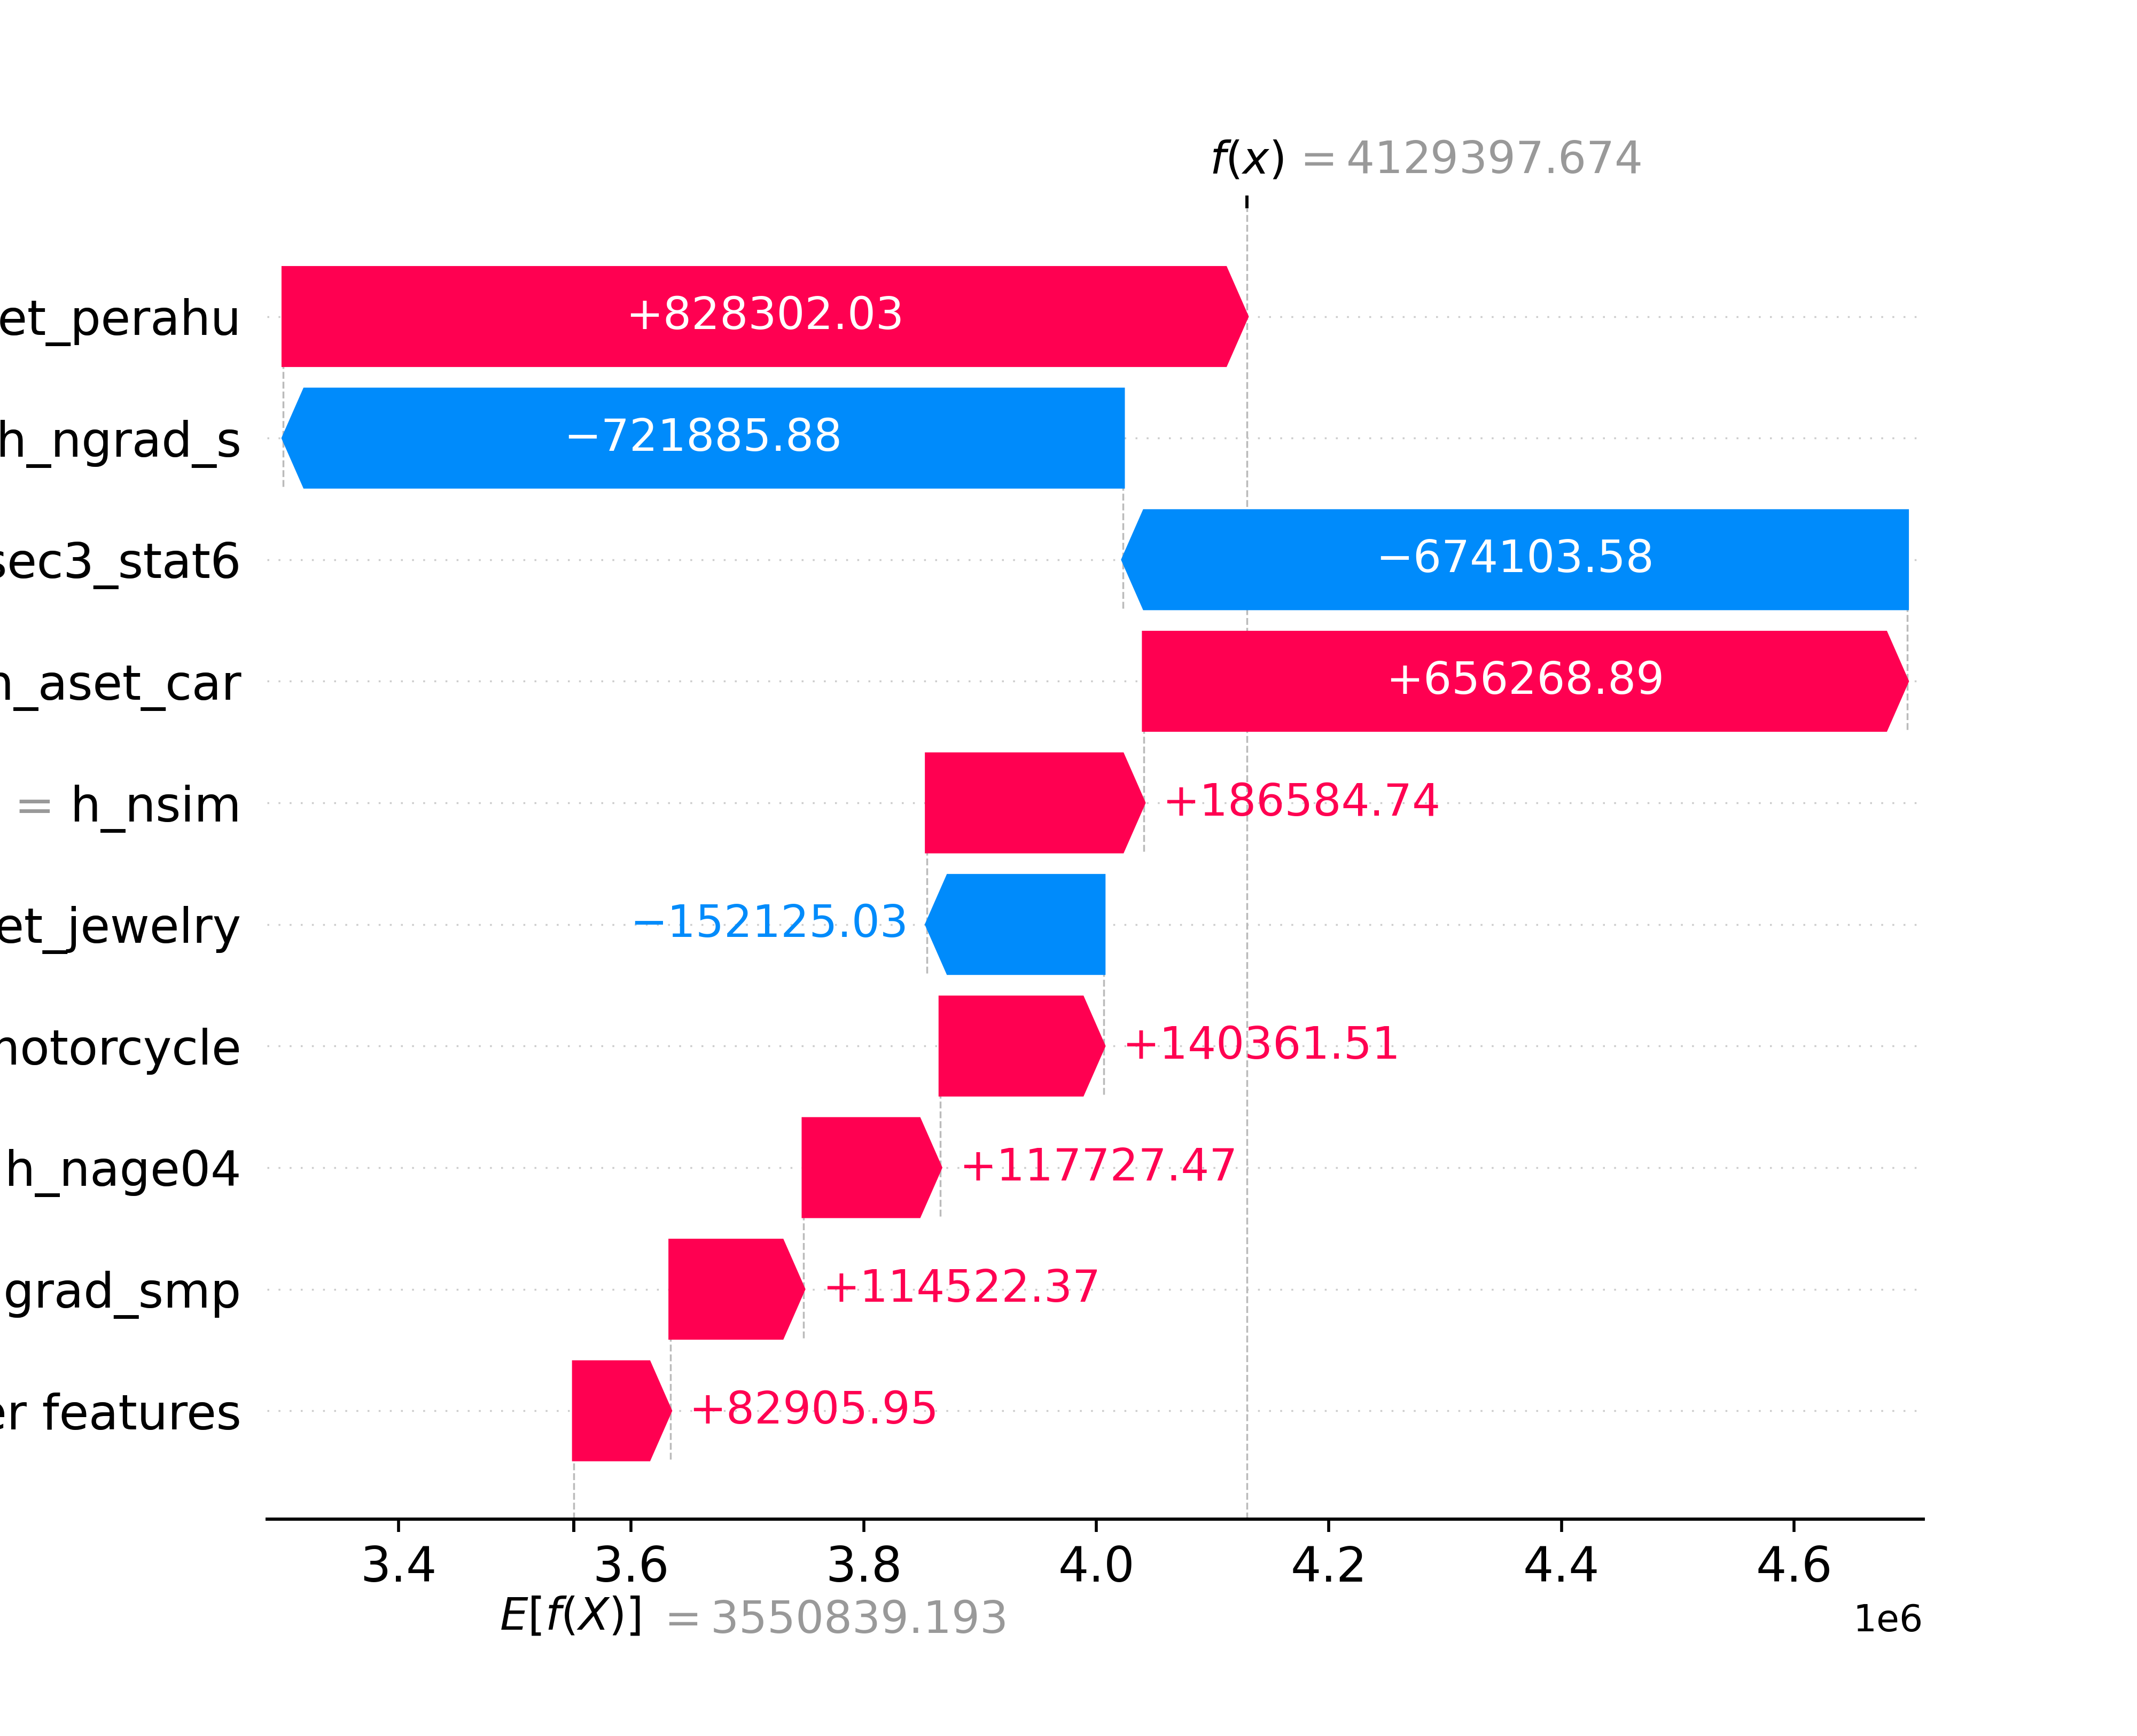 f(x) = 4129397.674
et_perahu
+828302.03
h_ngrad_s
−721885.88
sec3_stat6
−674103.58
_aset_car
+656268.89
= h_nsim
+186584.74
et_jewelry
−152125.03
otorcycle
+140361.51
h_nage04
+117727.47
grad_smp
+114522.37
er features
+82905.95
3.4 3.6 3.8 4.0 4.2 4.4 4.6
E[f(X)] = 3550839.193
1e6